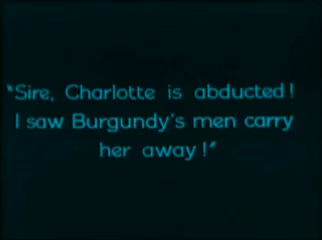 "Sire, Charlotte is abducted!
I saw Burgundy's men carry
her away!"